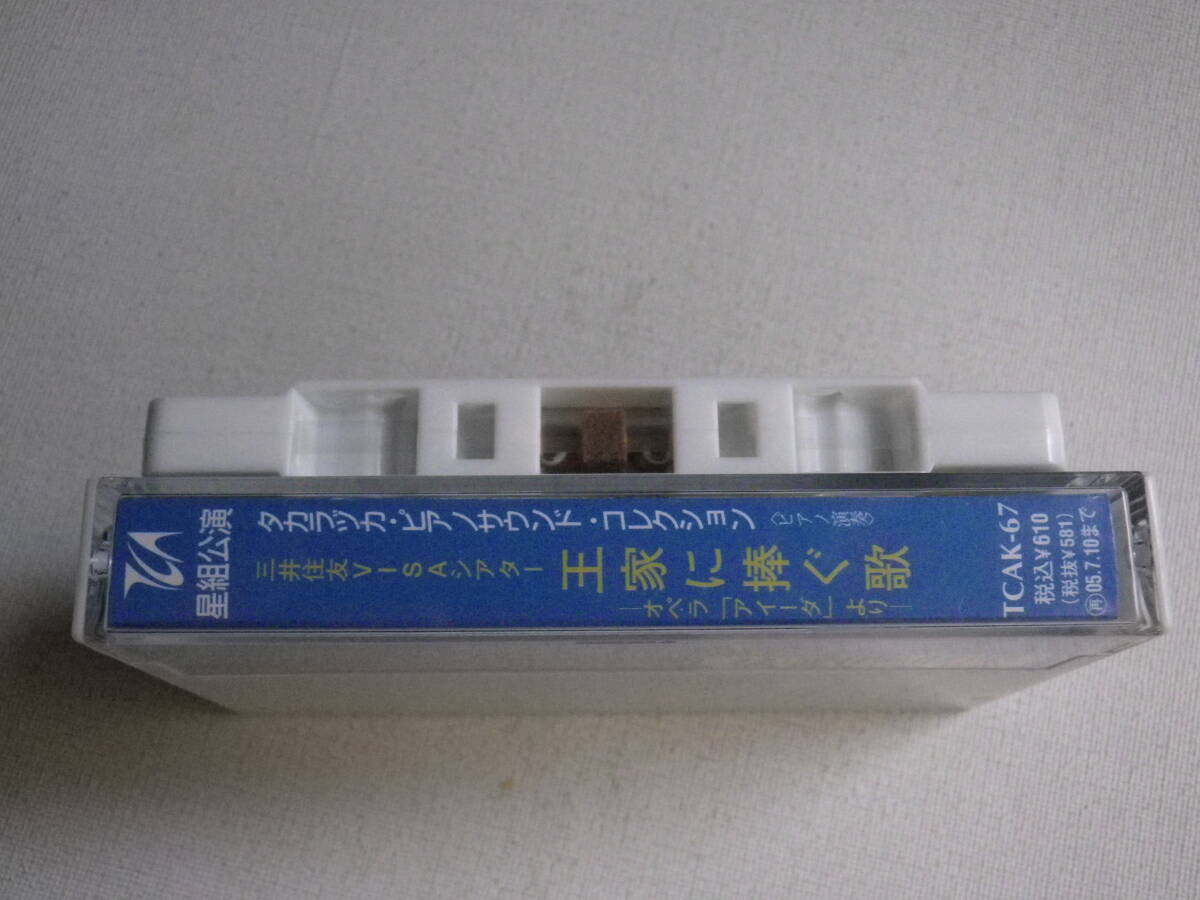 星組公演
タカラヅカ・ピアノサウンド・コレクション 〈ピアノ演奏〉
三井住友VISAシアター
王家に捧ぐ歌
―オペラ「アイーダ」より―
TCAK-67
税込¥610
(税抜¥581)
再05.7.10まで